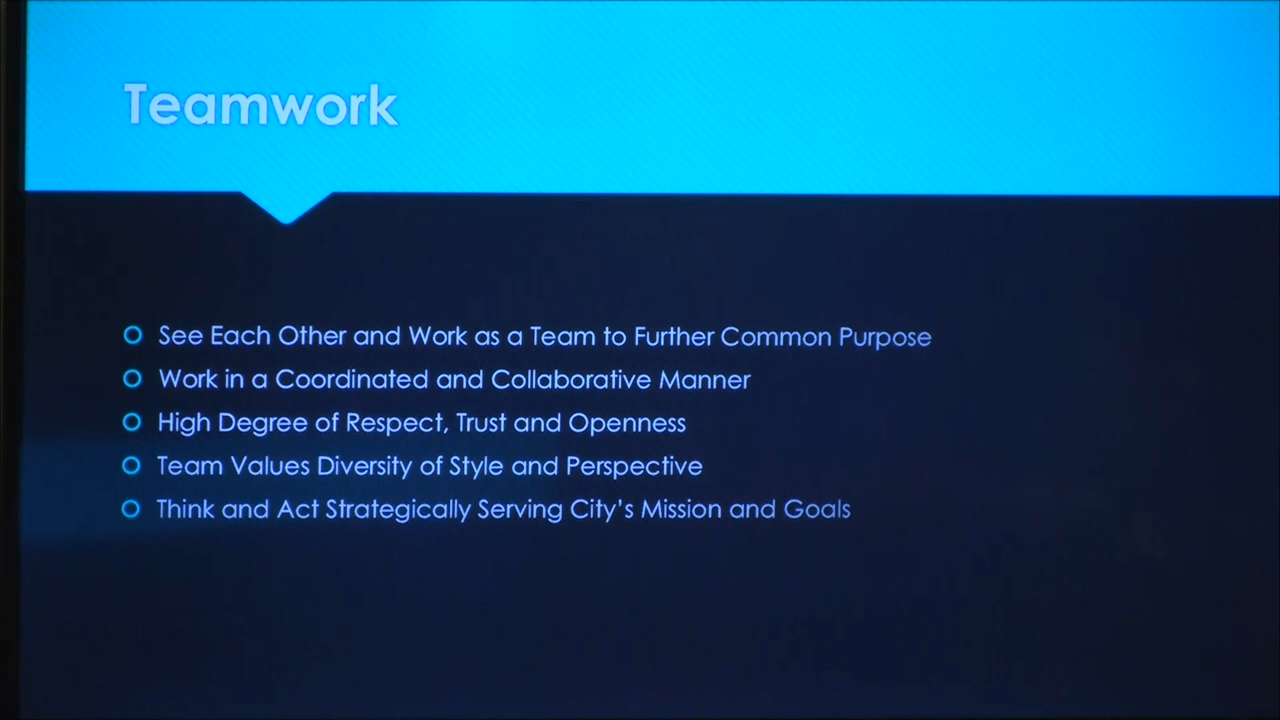 Teamwork
See Each Other and Work as a Team to Further Common Purpose
Work in a Coordinated and Collaborative Manner
High Degree of Respect, Trust and Openness
Team Values Diversity of Style and Perspective
Think and Act Strategically Serving City's Mission and Goals